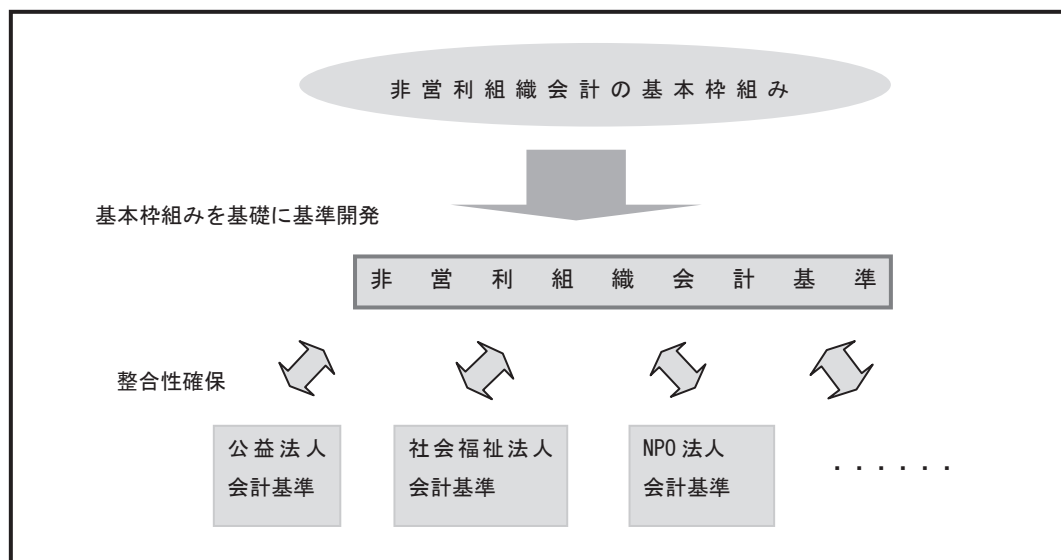 非営利組織会計の基本枠組み
基本枠組みを基礎に基準開発
非営利組織会計基準
整合性確保
公益法人
会計基準
社会福祉法人
会計基準
NPO法人
会計基準
・・・・・・